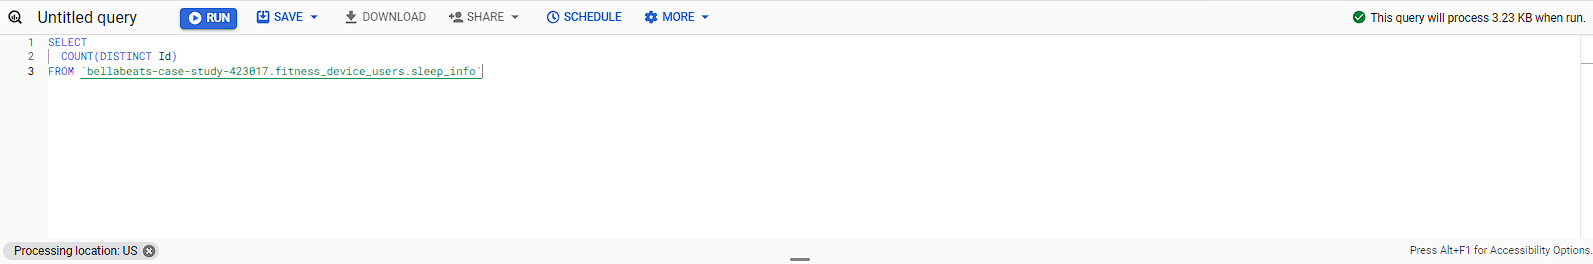 Untitled query RUN SAVE DOWNLOAD SHARE SCHEDULE MORE This query will process 3.23 KB when run.
1 SELECT
2 COUNT(DISTINCT Id)
3 FROM `bellabeats-case-study-423017.fitness_device_users.sleep_info`
Processing location: US Press Alt+F1 for Accessibility Options.